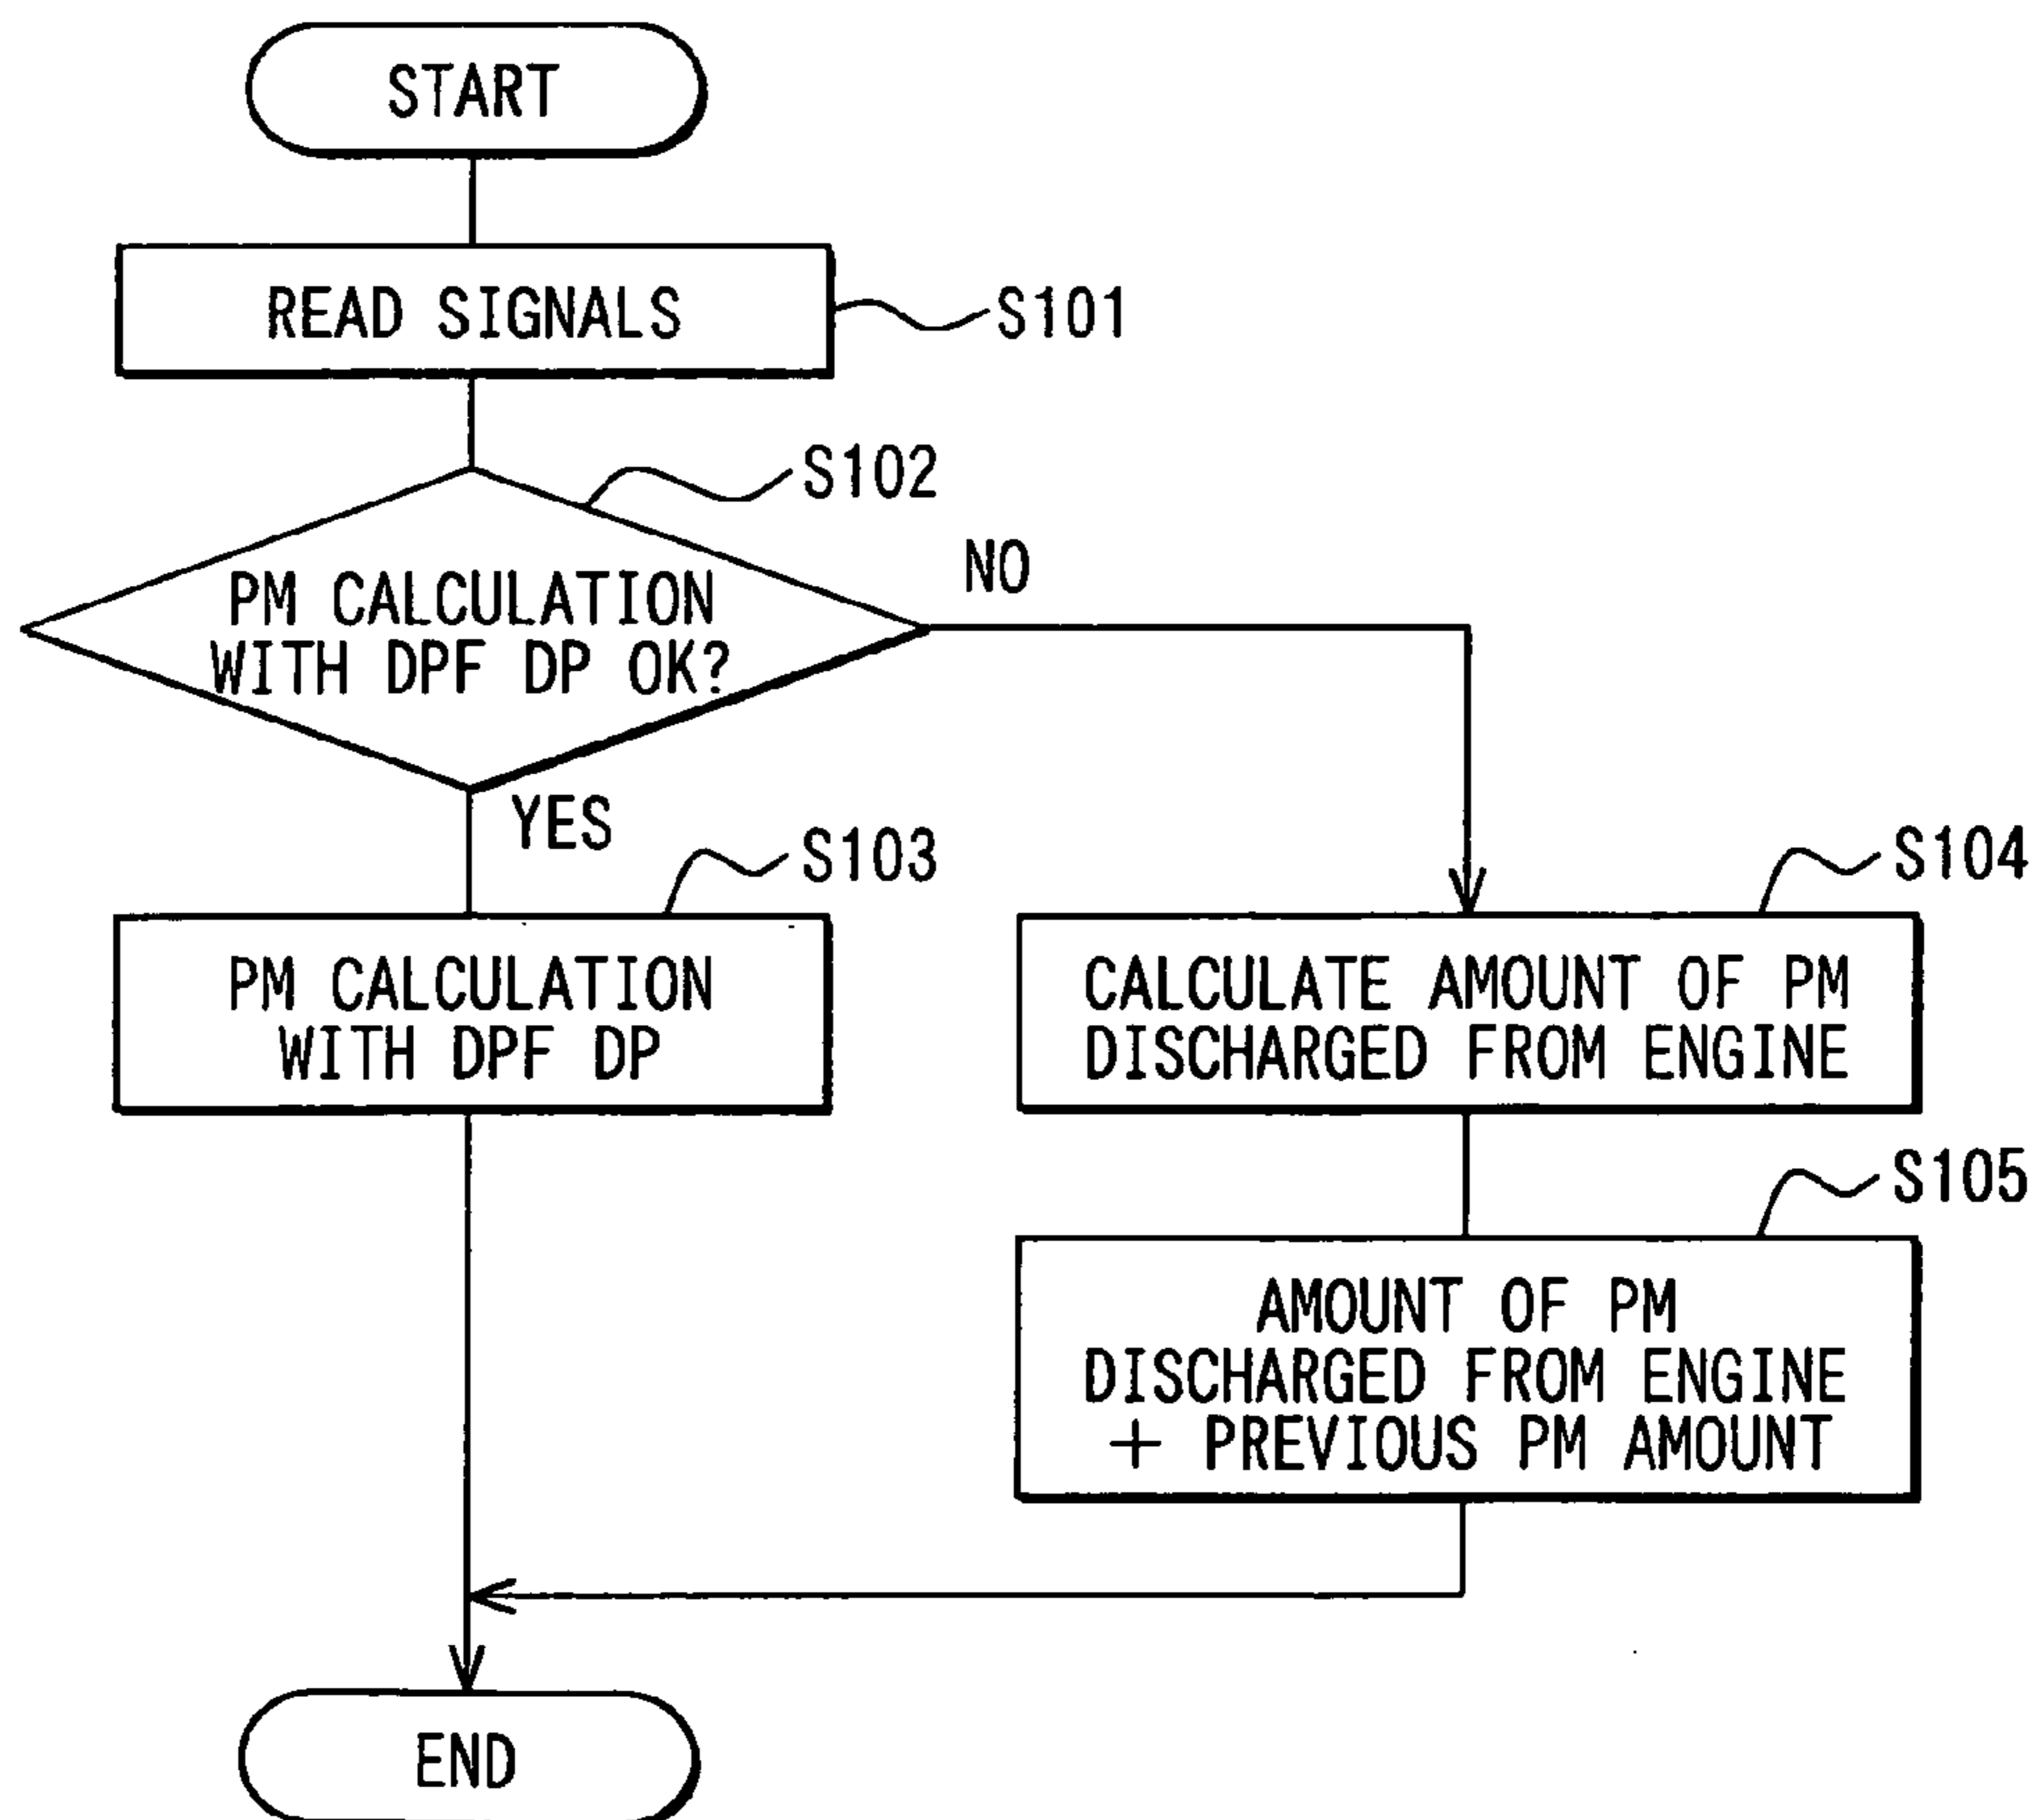 START
READ SIGNALS
S101
S102
PM CALCULATION
WITH DPF DP OK?
NO
YES
S103
PM CALCULATION
WITH DPF DP
S104
CALCULATE AMOUNT OF PM
DISCHARGED FROM ENGINE
S105
AMOUNT OF PM
DISCHARGED FROM ENGINE
+ PREVIOUS PM AMOUNT
END